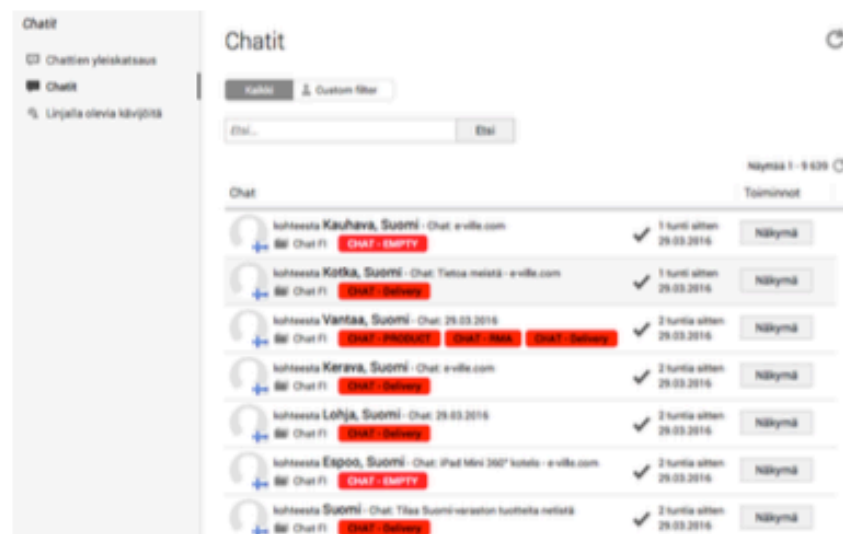 Chatit
Chattien yleiskatsaus
Chatit
Linjalla olevia kävijöitä
Chatit
Kaikki
Custom filter
Etsi...
Etsi
Näyttää 1 - 9 639
Chat
Toiminnot
kohteesta Kauhava, Suomi - Chat: e-ville.com
Chat FI CHAT - EMPTY
1 tunti sitten
29.03.2016
Näkymä
kohteesta Kotka, Suomi - Chat: Tietoa meistä - e-ville.com
Chat FI CHAT - Delivery
1 tunti sitten
29.03.2016
Näkymä
kohteesta Vantaa, Suomi - Chat: 29.03.2016
Chat FI CHAT - PRODUCT CHAT - RMA CHAT - Delivery
2 tuntia sitten
29.03.2016
Näkymä
kohteesta Kerava, Suomi - Chat: e-ville.com
Chat FI CHAT - Delivery
2 tuntia sitten
29.03.2016
Näkymä
kohteesta Lohja, Suomi - Chat: 29.03.2016
Chat FI CHAT - Delivery
2 tuntia sitten
29.03.2016
Näkymä
kohteesta Espoo, Suomi - Chat: iPad Mini 360° kotelo - e-ville.com
Chat FI CHAT - EMPTY
2 tuntia sitten
29.03.2016
Näkymä
kohteesta Suomi - Chat: Tilaa Suomi-varaston tuotteita netistä
Chat FI CHAT - Delivery
2 tuntia sitten
29.03.2016
Näkymä